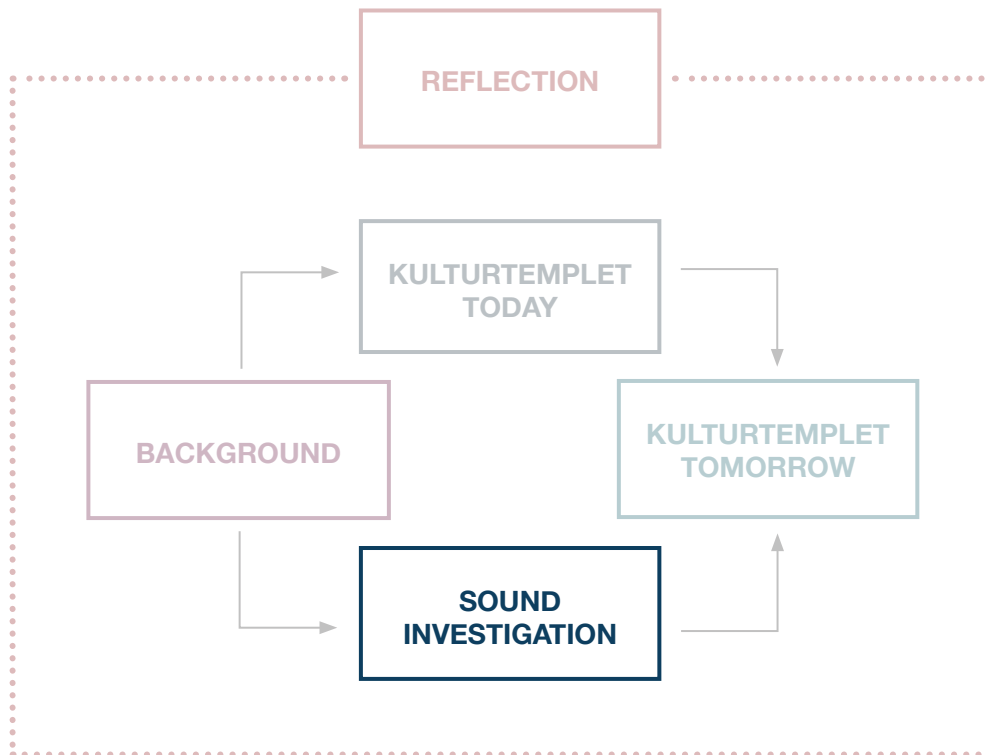 REFLECTION
KULTURTEMPLET
TODAY
BACKGROUND
KULTURTEMPLET
TOMORROW
SOUND
INVESTIGATION